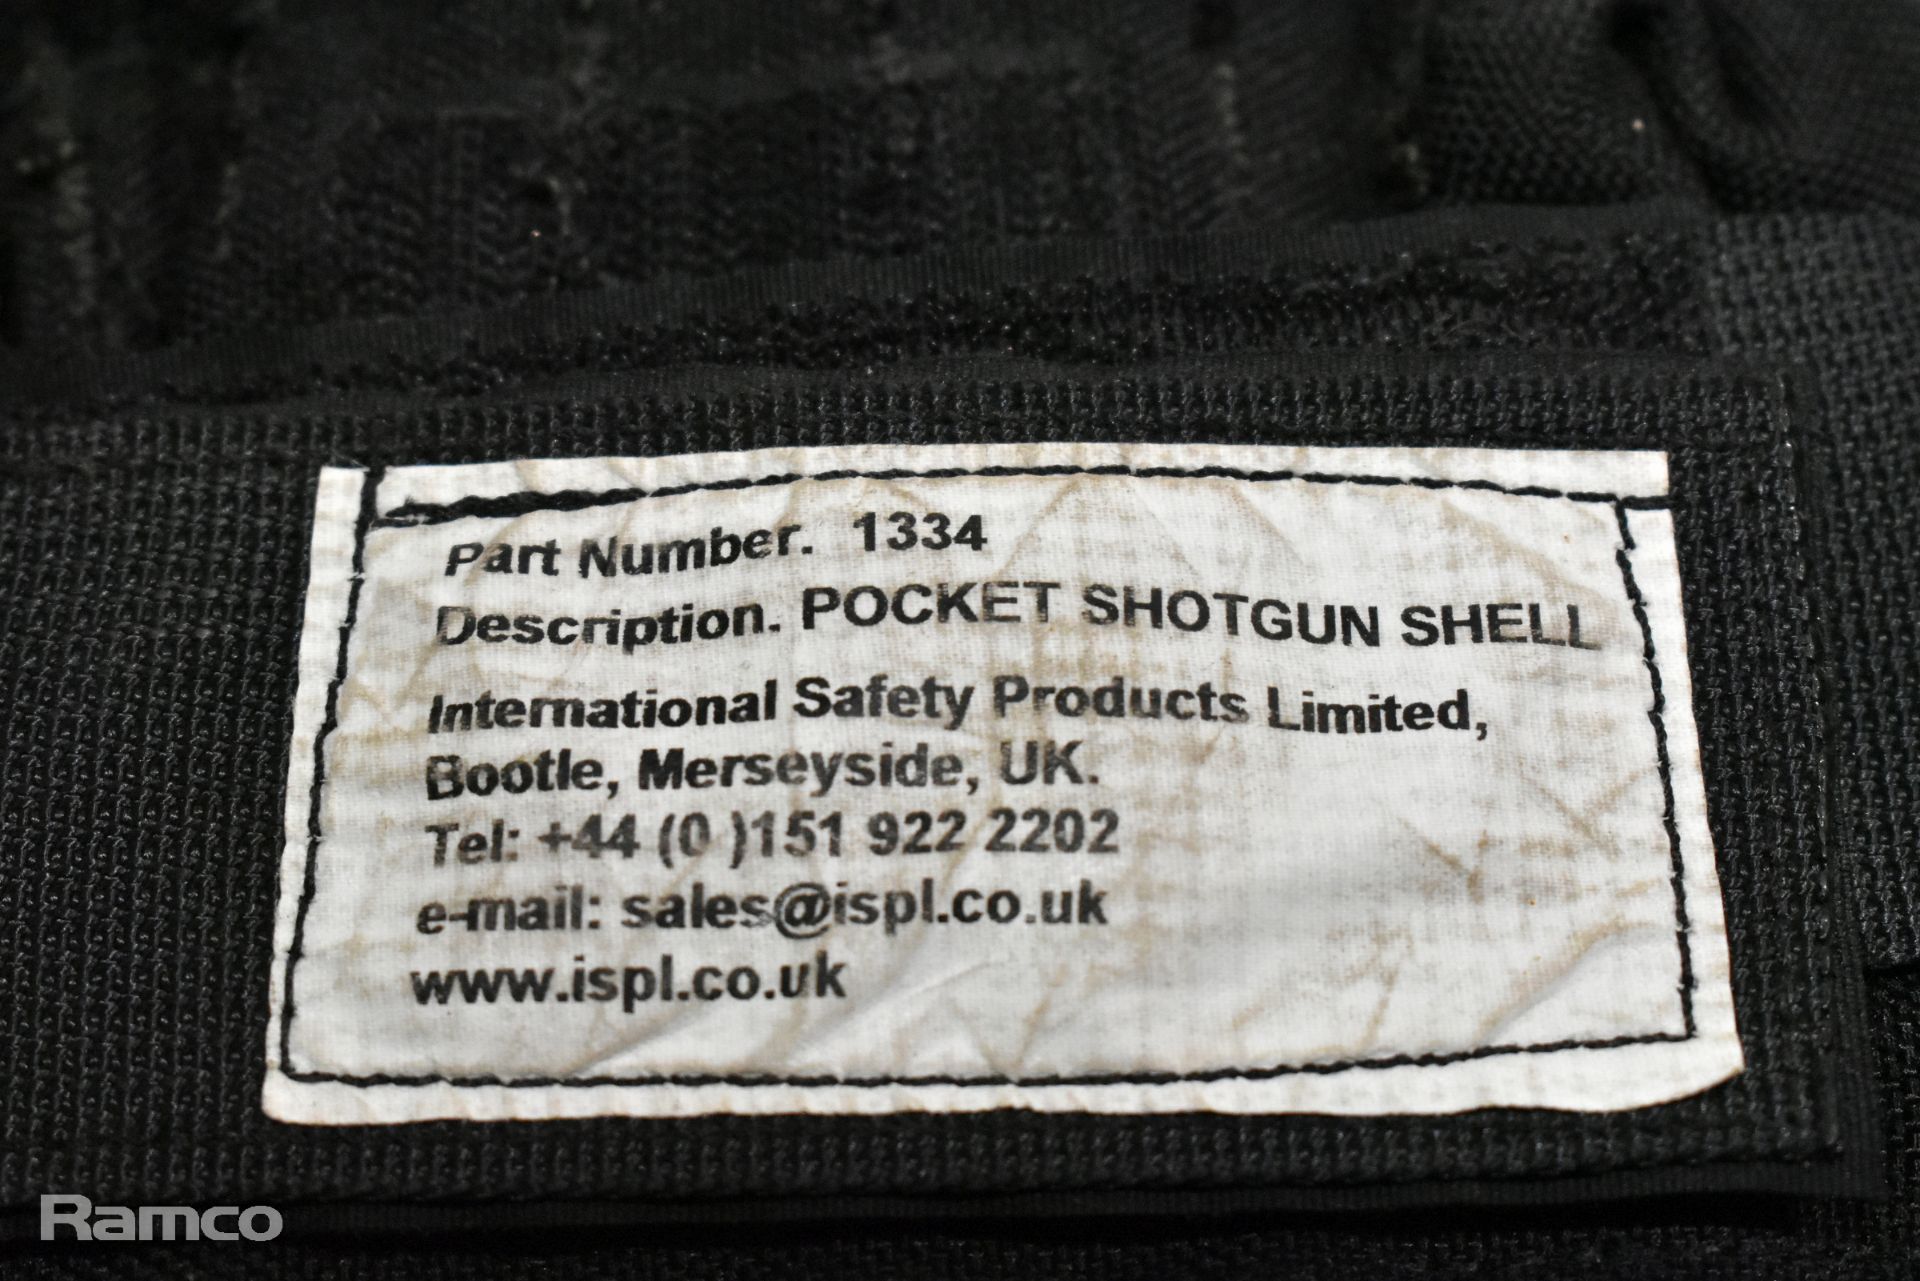 Part Number. 1334
Description. POCKET SHOTGUN SHELL
International Safety Products Limited,
Bootle, Merseyside, UK.
Tel: +44 (0 )151 922 2202
e-mail: sales@ispl.co.uk
www.ispl.co.uk
Ramco